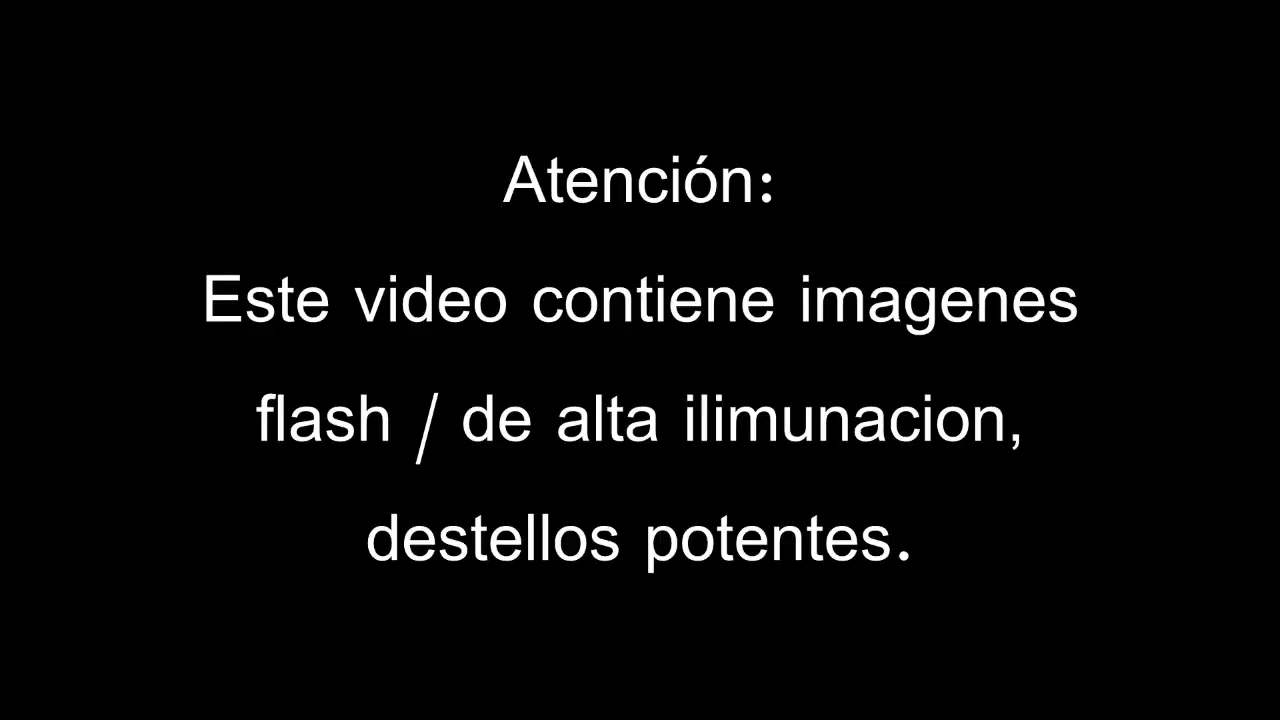 Atención:
Este video contiene imagenes
flash / de alta ilimunacion,
destellos potentes.